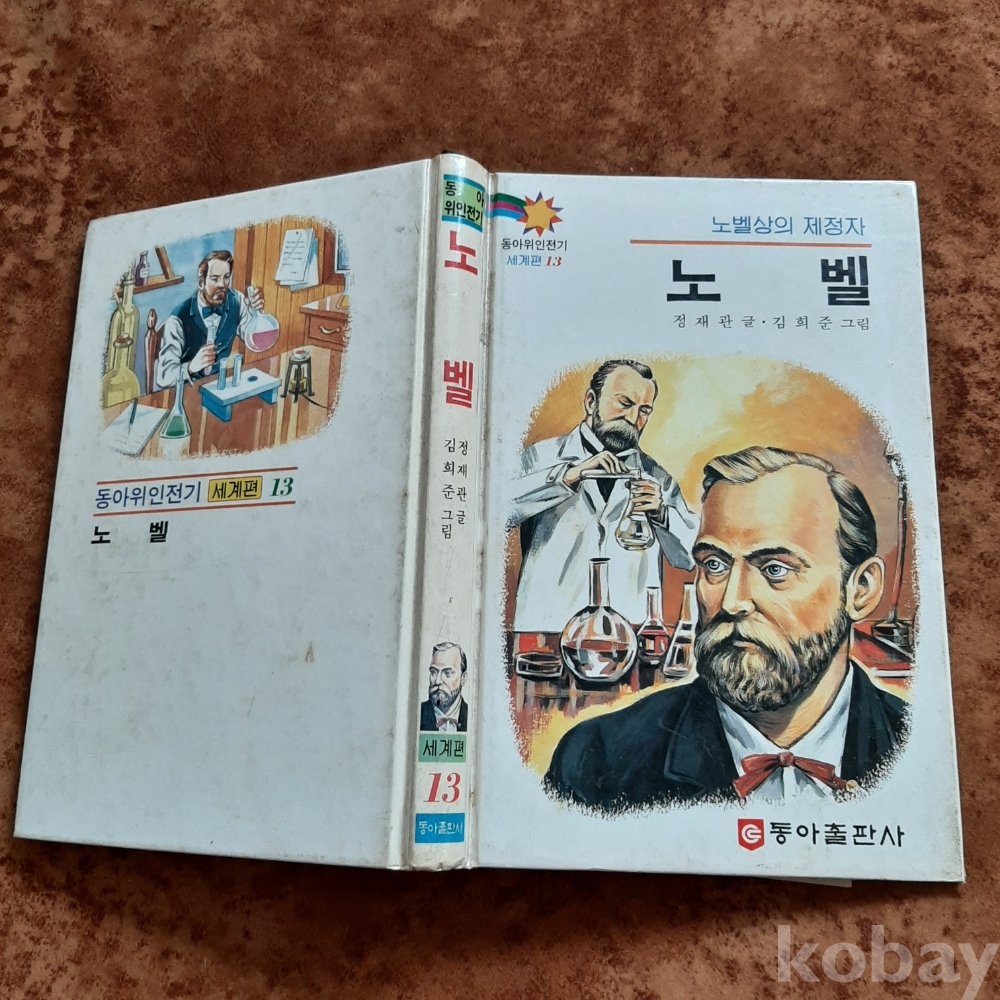 동아위인전기 세계편 13
노 벨
동아
위인전기
노 벨
정재관 글
김희준 그림
세계편
13
동아출판사
동아위인전기
세계편 13
노벨상의 제정자
노 벨
정재관 글·김희준 그림
동아출판사
kobay